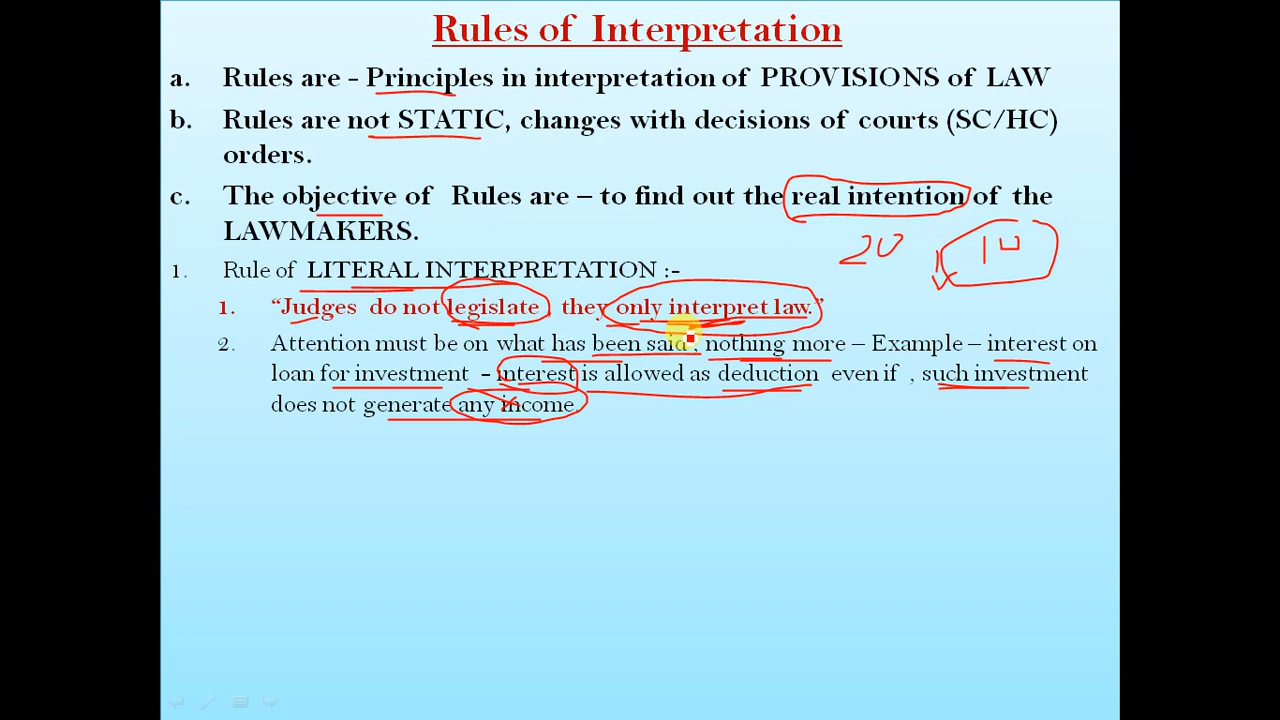 Rules of Interpretation
a. Rules are - Principles in interpretation of PROVISIONS of LAW
b. Rules are not STATIC, changes with decisions of courts (SC/HC)
orders.
c. The objective of Rules are – to find out the real intention of the
LAWMAKERS.
20
1. Rule of LITERAL INTERPRETATION :-
1. “Judges do not legislate , they only interpret law.”
2. Attention must be on what has been said , nothing more – Example – interest on
loan for investment - interest is allowed as deduction even if , such investment
does not generate any income.